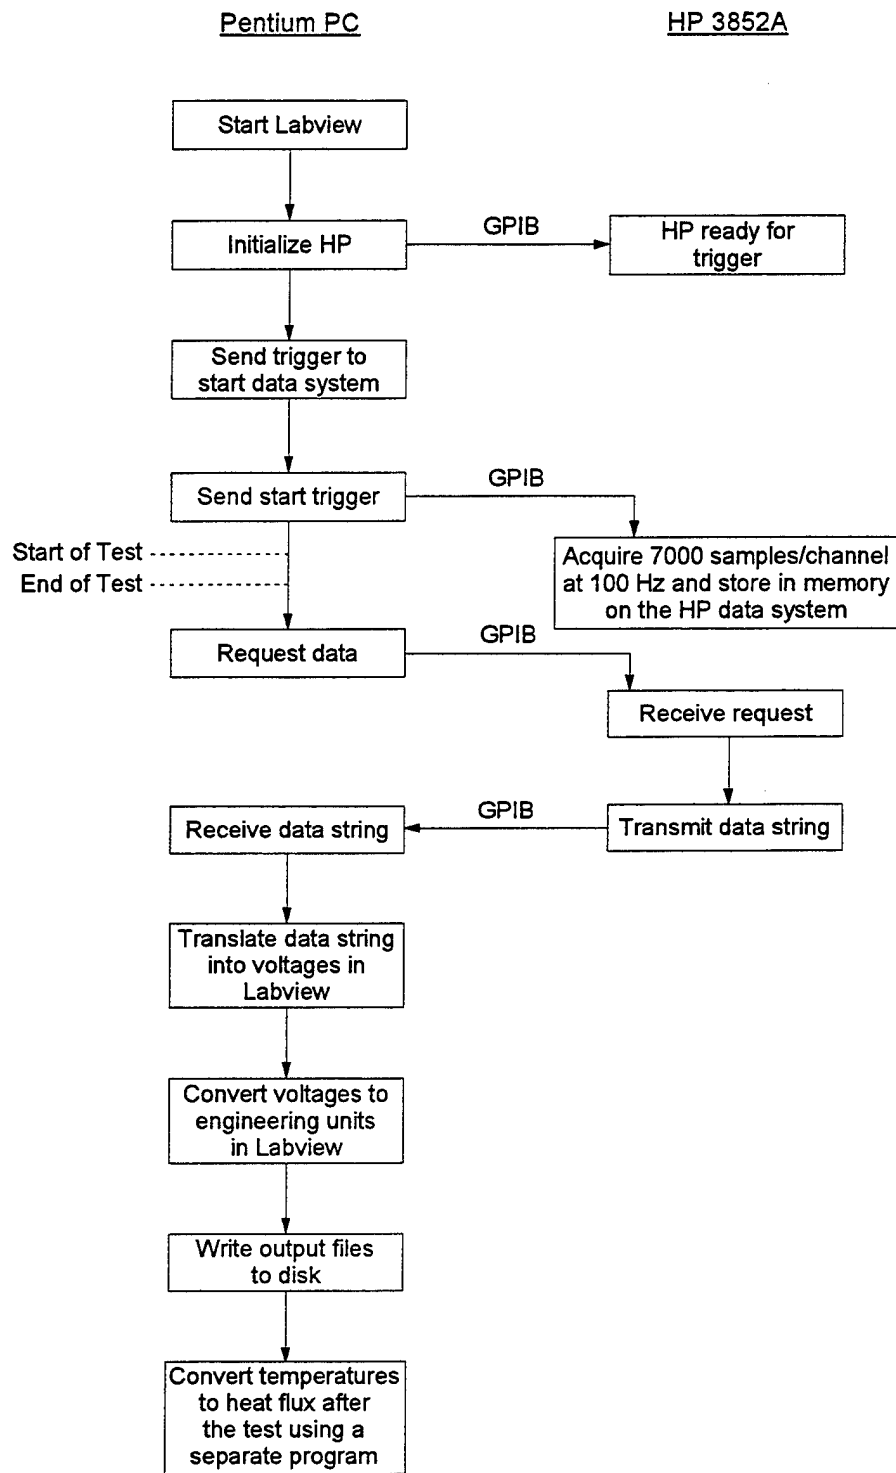 Pentium PC
HP 3852A
Start Labview
Initialize HP
GPIB
HP ready for
trigger
Send trigger to
start data system
Send start trigger
GPIB
Start of Test
End of Test
Acquire 7000 samples/channel
at 100 Hz and store in memory
on the HP data system
Request data
GPIB
Receive request
Receive data string
GPIB
Transmit data string
Translate data string
into voltages in
Labview
Convert voltages to
engineering units
in Labview
Write output files
to disk
Convert temperatures
to heat flux after
the test using a
separate program